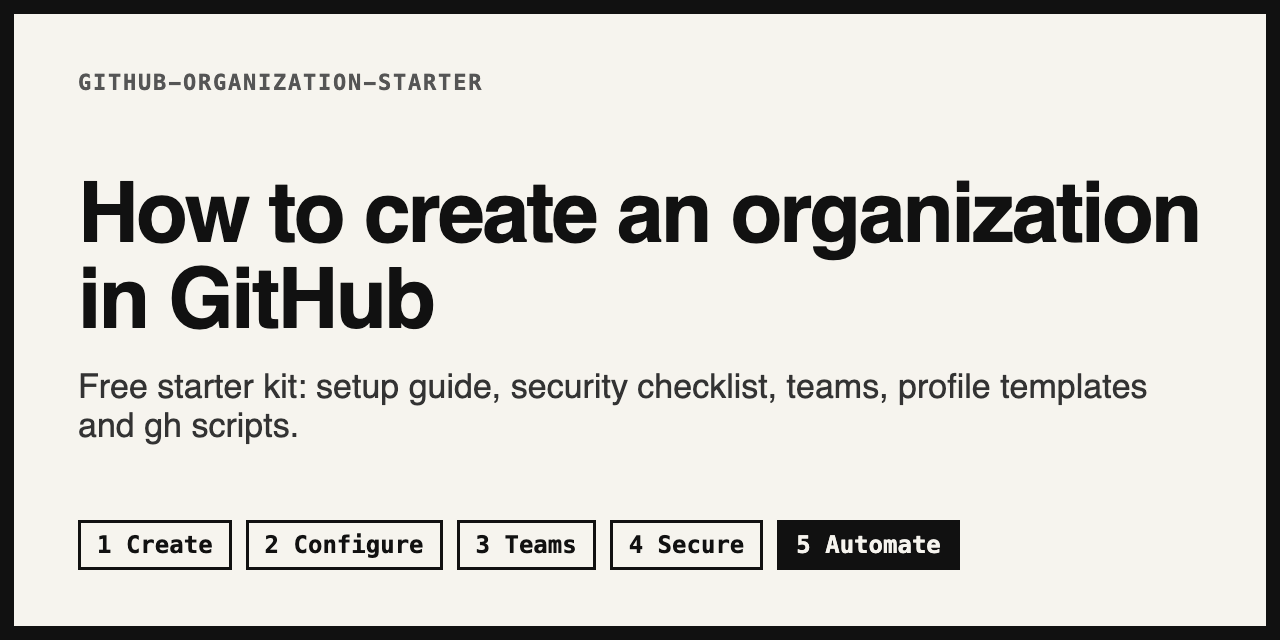 GITHUB-ORGANIZATION-STARTER
How to create an organization
in GitHub
Free starter kit: setup guide, security checklist, teams, profile templates
and gh scripts.
1 Create
2 Configure
3 Teams
4 Secure
5 Automate